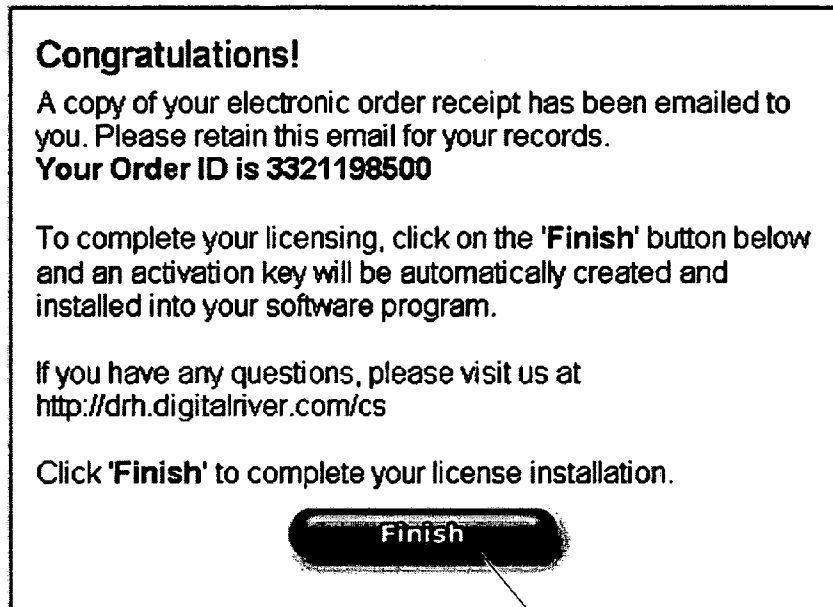 Congratulations!
A copy of your electronic order receipt has been emailed to
you. Please retain this email for your records.
Your Order ID is 3321198500
To complete your licensing, click on the 'Finish' button below
and an activation key will be automatically created and
installed into your software program.
If you have any questions, please visit us at
http://drh.digitalriver.com/cs
Click 'Finish' to complete your license installation.
Finish